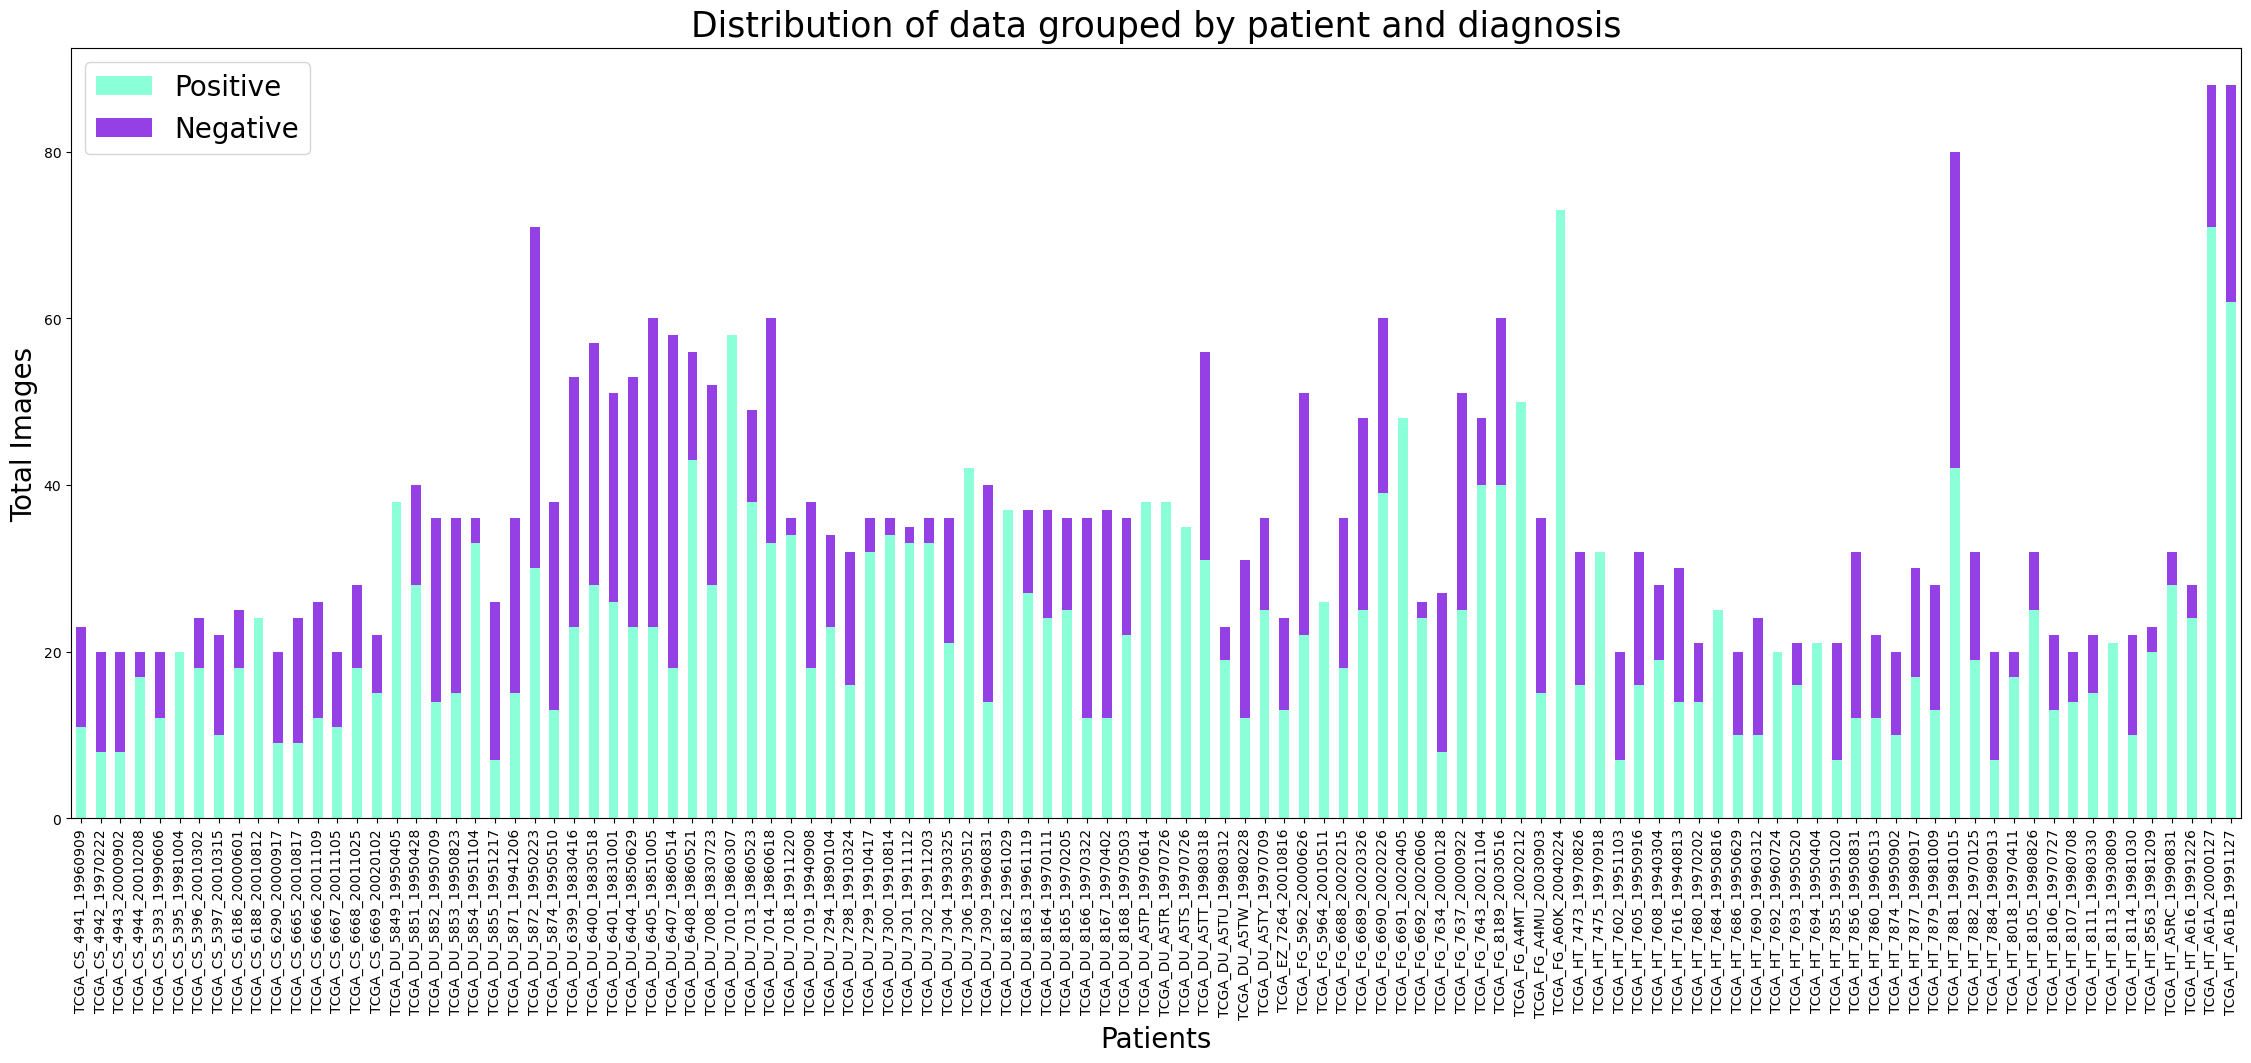 Distribution of data grouped by patient and diagnosis
Positive
Negative
Total Images
80
60
40
20
0
TCGA_CS_4941_19960909
TCGA_CS_4942_19970222
TCGA_CS_4943_20000902
TCGA_CS_4944_20010208
TCGA_CS_5393_19990606
TCGA_CS_5395_19981004
TCGA_CS_5396_20010302
TCGA_CS_5397_20010315
TCGA_CS_6186_20000601
TCGA_CS_6188_20010812
TCGA_CS_6290_20000917
TCGA_CS_6665_20010817
TCGA_CS_6666_20011109
TCGA_CS_6667_20011105
TCGA_CS_6668_20011025
TCGA_CS_6669_20020102
TCGA_DU_5849_19950405
TCGA_DU_5851_19950428
TCGA_DU_5852_19950709
TCGA_DU_5853_19950823
TCGA_DU_5854_19951104
TCGA_DU_5855_19951217
TCGA_DU_5871_19941206
TCGA_DU_5872_19950223
TCGA_DU_5874_19950510
TCGA_DU_6399_19830416
TCGA_DU_6400_19830518
TCGA_DU_6401_19831001
TCGA_DU_6404_19850629
TCGA_DU_6405_19851005
TCGA_DU_6407_19860514
TCGA_DU_6408_19860521
TCGA_DU_7008_19830723
TCGA_DU_7010_19860307
TCGA_DU_7013_19860523
TCGA_DU_7014_19860618
TCGA_DU_7018_19911220
TCGA_DU_7019_19940908
TCGA_DU_7294_19890104
TCGA_DU_7298_19910324
TCGA_DU_7299_19910417
TCGA_DU_7300_19910814
TCGA_DU_7301_19911112
TCGA_DU_7302_19911203
TCGA_DU_7304_19930325
TCGA_DU_7306_19930512
TCGA_DU_7309_19960831
TCGA_DU_8162_19961029
TCGA_DU_8163_19961119
TCGA_DU_8164_19970111
TCGA_DU_8165_19970205
TCGA_DU_8166_19970322
TCGA_DU_8167_19970402
TCGA_DU_8168_19970503
TCGA_DU_A5TP_19970614
TCGA_DU_A5TR_19970726
TCGA_DU_A5TS_19970726
TCGA_DU_A5TT_19980318
TCGA_DU_A5TU_19980312
TCGA_DU_A5TW_19980228
TCGA_DU_A5TY_19970709
TCGA_EZ_7264_20010816
TCGA_FG_5962_20000626
TCGA_FG_5964_20010511
TCGA_FG_6688_20020215
TCGA_FG_6689_20020326
TCGA_FG_6690_20020226
TCGA_FG_6691_20020405
TCGA_FG_6692_20020606
TCGA_FG_7634_20000128
TCGA_FG_7637_20000922
TCGA_FG_7643_20021104
TCGA_FG_8189_20030516
TCGA_FG_A4MT_20020212
TCGA_FG_A4MU_20030903
TCGA_FG_A60K_20040224
TCGA_HT_7473_19970826
TCGA_HT_7475_19970918
TCGA_HT_7602_19951103
TCGA_HT_7605_19950916
TCGA_HT_7608_19940304
TCGA_HT_7616_19940813
TCGA_HT_7680_19970202
TCGA_HT_7684_19950816
TCGA_HT_7686_19950629
TCGA_HT_7690_19960312
TCGA_HT_7692_19960724
TCGA_HT_7693_19950520
TCGA_HT_7694_19950404
TCGA_HT_7855_19951020
TCGA_HT_7856_19950831
TCGA_HT_7860_19960513
TCGA_HT_7874_19950902
TCGA_HT_7877_19980917
TCGA_HT_7879_19981009
TCGA_HT_7881_19981015
TCGA_HT_7882_19970125
TCGA_HT_7884_19980913
TCGA_HT_8018_19970411
TCGA_HT_8105_19980826
TCGA_HT_8106_19970727
TCGA_HT_8107_19980708
TCGA_HT_8111_19980330
TCGA_HT_8113_19930809
TCGA_HT_8114_19981030
TCGA_HT_8563_19981209
TCGA_HT_A5RC_19990831
TCGA_HT_A616_19991226
TCGA_HT_A61A_20000127
TCGA_HT_A61B_19991127
Patients